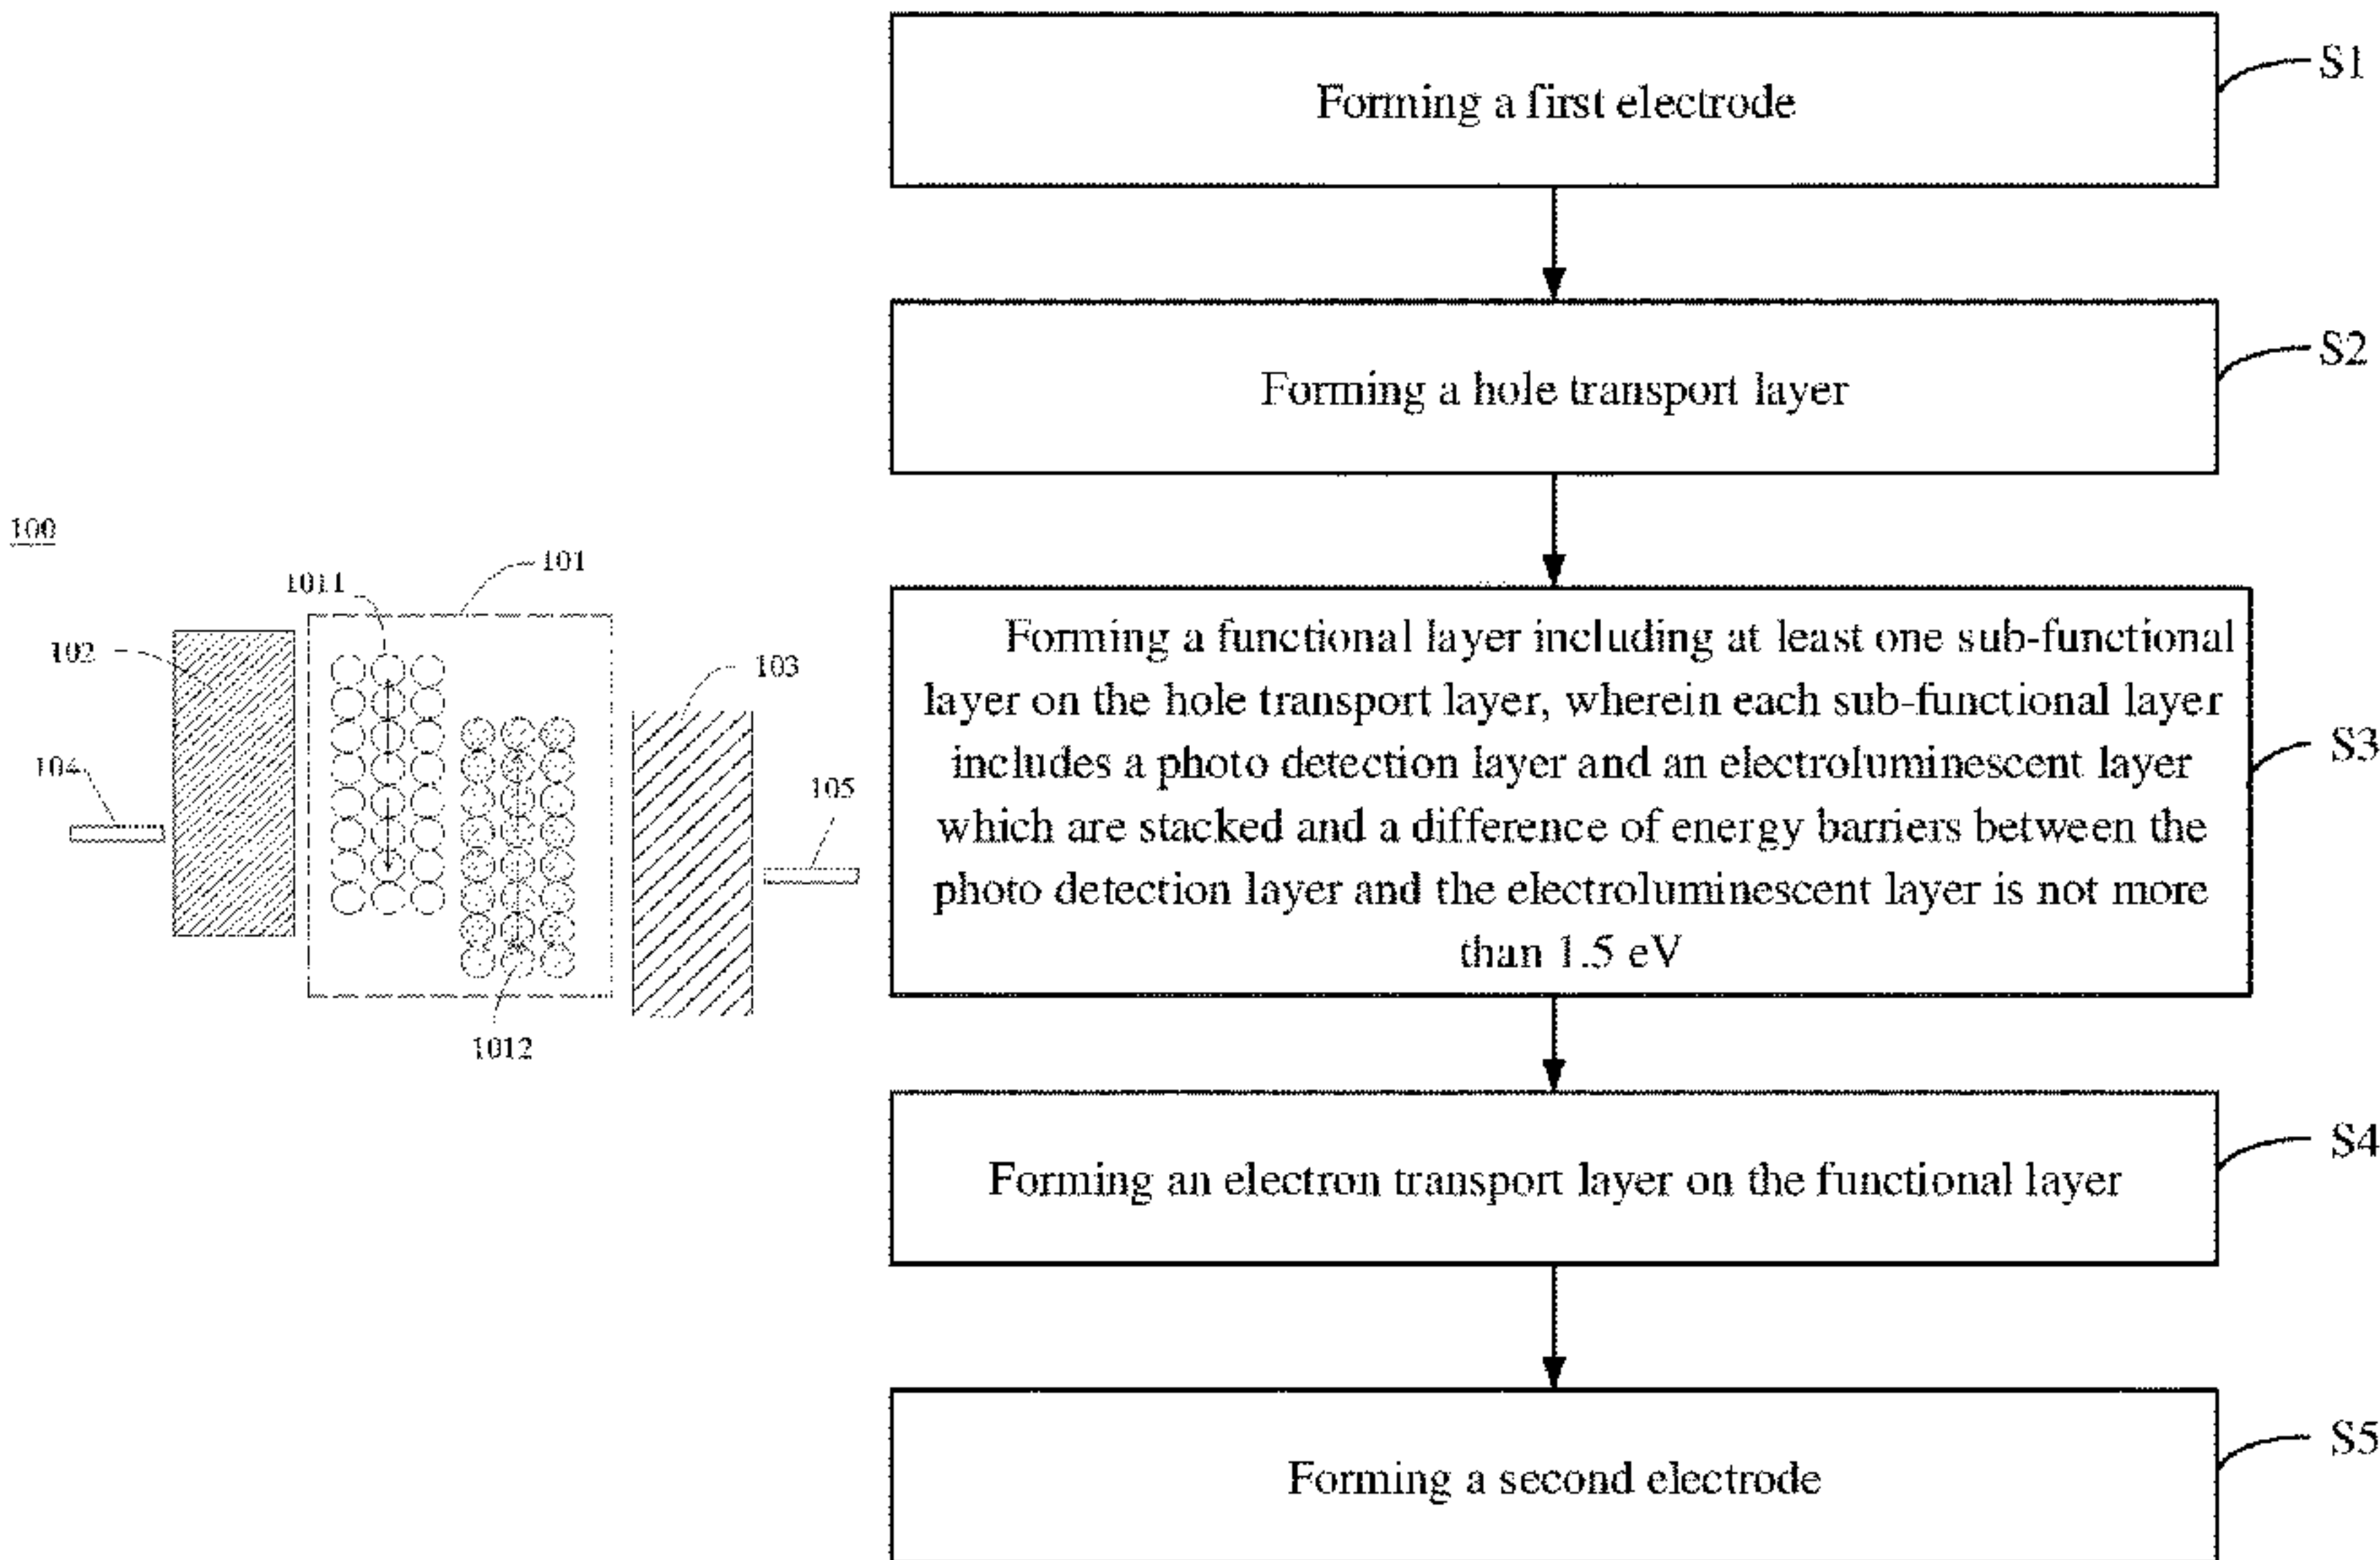 Forming a first electrode
S1
Forming a hole transport layer
S2
100
101
1011
102
103
104
105
1012
Forming a functional layer including at least one sub-functional
layer on the hole transport layer, wherein each sub-functional layer
includes a photo detection layer and an electroluminescent layer
which are stacked and a difference of energy barriers between the
photo detection layer and the electroluminescent layer is not more
than 1.5 eV
S3
Forming an electron transport layer on the functional layer
S4
Forming a second electrode
S5